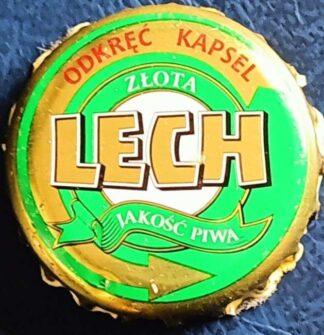 ODKRĘĆ KAPSEL
ZŁOTA
LECH
JAKOŚĆ PIWA